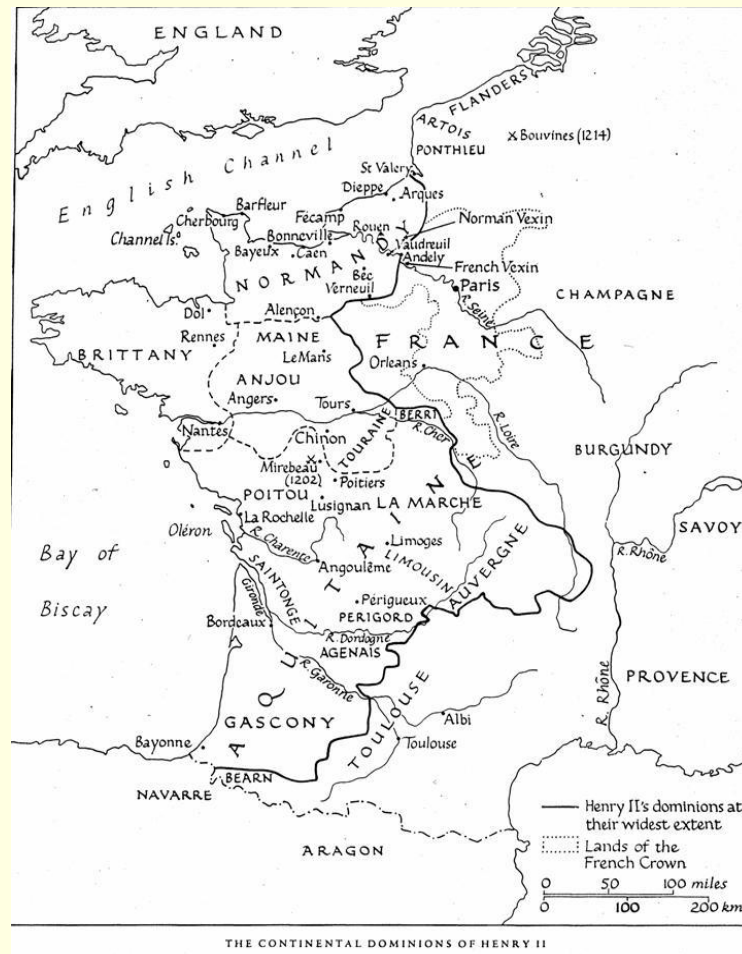 ENGLAND
FLANDERS
ARTOIS
PONTHIEU
x Bouvines (1214)
English Channel
St Valery
Dieppe
Arques
Barfleur
Cherbourg
Fécamp
Rouen
Norman Vexin
Channel Is.
Bonneville
Bayeux
Caen
Vaudreuil
Andely
NORMANDY
Bec
French Vexin
Verneuil
Paris
R. Seine
CHAMPAGNE
Dol
Alençon
FRANCE
MAINE
Rennes
BRITTANY
Le Mans
Orleans
ANJOU
Angers
Tours
BERRI
R. Cher
R. Loire
Nantes
Chinon
TOURAINE
BURGUNDY
Mirebeau
(1202)
Poitiers
POITOU
Lusignan
LA MARCHE
SAVOY
La Rochelle
Oléron
R. Charente
Limoges
R. Rhône
Bay of
Biscay
Angoulême
LIMOUSIN
AUVERGNE
SAINTONGE
Gironde
Périgueux
PERIGORD
Bordeaux
R. Dordogne
AGENAIS
AQUITAINE
R. Garonne
PROVENCE
R. Rhône
GASCONY
TOULOUSE
Albi
Toulouse
Bayonne
BEARN
NAVARRE
ARAGON
Henry II's dominions at
their widest extent
Lands of the
French Crown
0 50 100 miles
0 100 200 km
THE CONTINENTAL DOMINIONS OF HENRY II